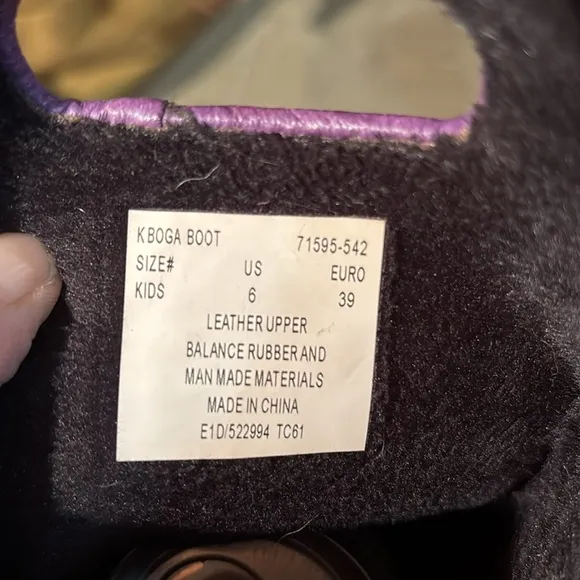 K BOGA BOOT 71595-542
SIZE# US EURO
KIDS 6 39
LEATHER UPPER
BALANCE RUBBER AND
MAN MADE MATERIALS
MADE IN CHINA
E1D/522994 TC61